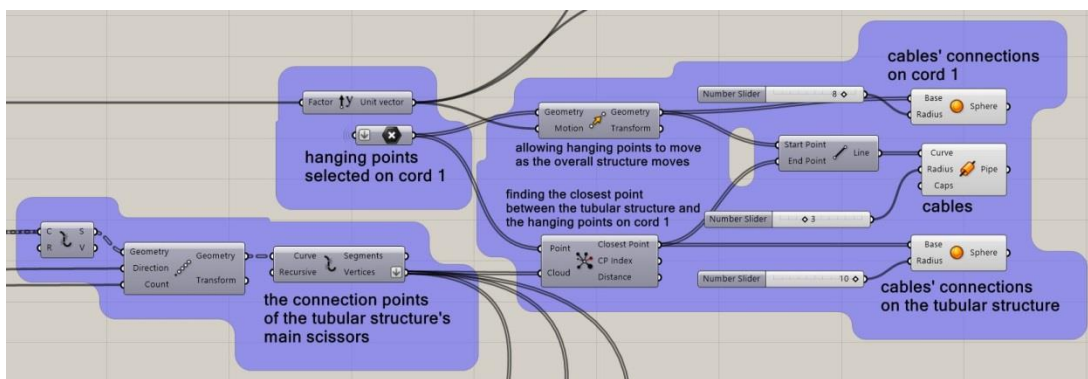 cables' connections
on cord 1
Number Slider 8
Base Sphere
Radius
Factor y Unit vector
hanging points
selected on cord 1
Geometry Geometry
Motion Transform
allowing hanging points to move
as the overall structure moves
Start Point Line
End Point
Curve Pipe
Radius
Caps
cables
finding the closest point
between the tubular structure and
the hanging points on cord 1
Number Slider 3
C S
R V
Geometry Geometry
Direction
Count Transform
Curve Segments
Recursive Vertices
the connection points
of the tubular structure's
main scissors
Point Closest Point
CP Index
Cloud
Distance
Base Sphere
Radius
Number Slider 10
cables' connections
on the tubular structure